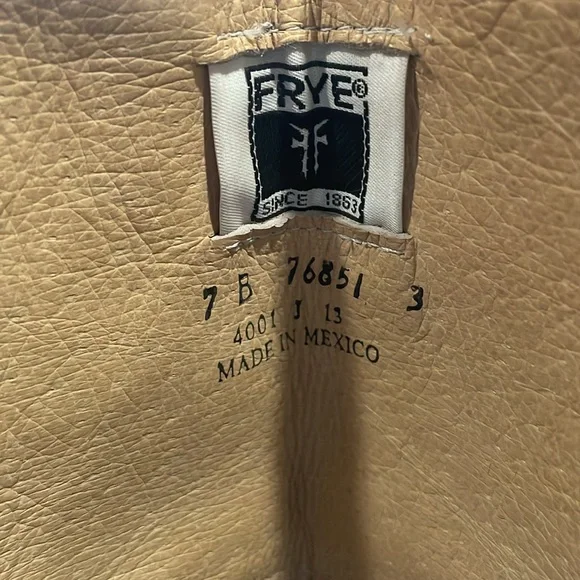 FRYE®
SINCE 1863
7 B 76851 3
4001 J 13
MADE IN MEXICO